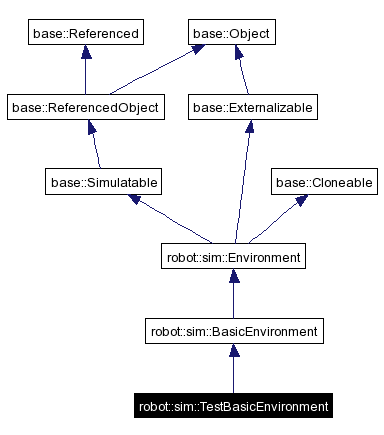 base::Referenced
base::Object
base::ReferencedObject
base::Externalizable
base::Simulatable
base::Cloneable
robot::sim::Environment
robot::sim::BasicEnvironment
robot::sim::TestBasicEnvironment